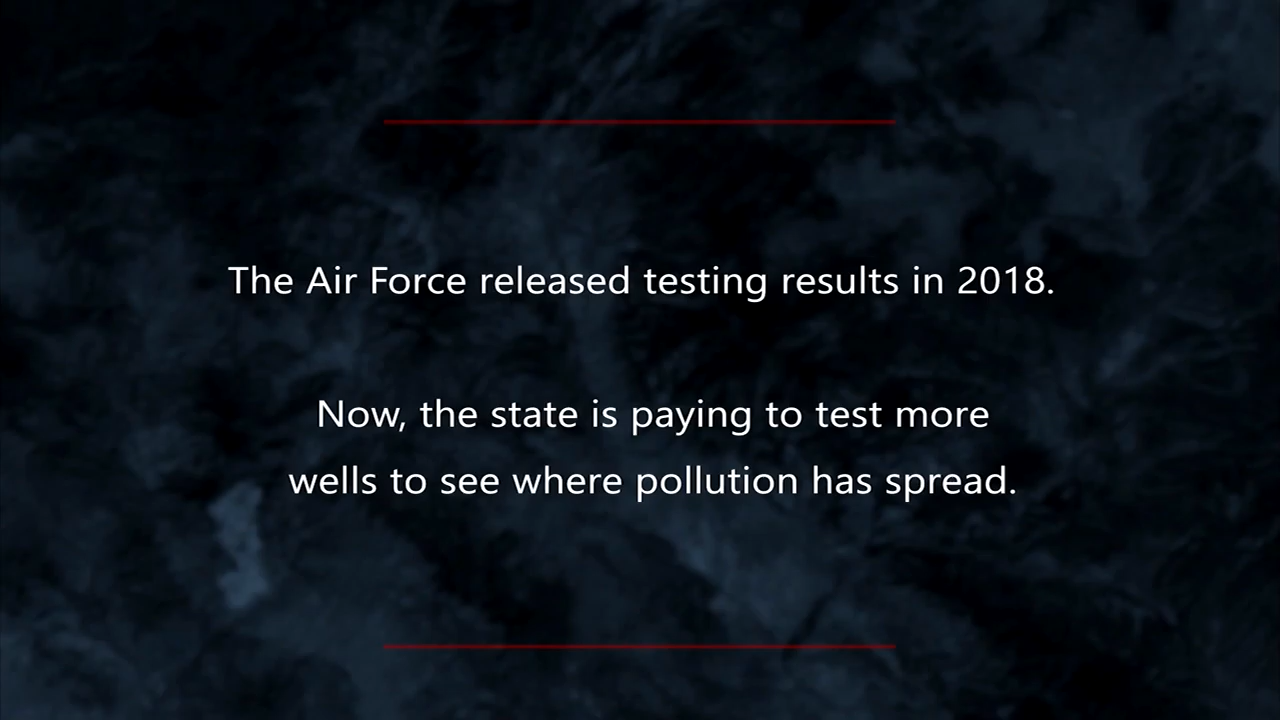 The Air Force released testing results in 2018.
Now, the state is paying to test more
wells to see where pollution has spread.